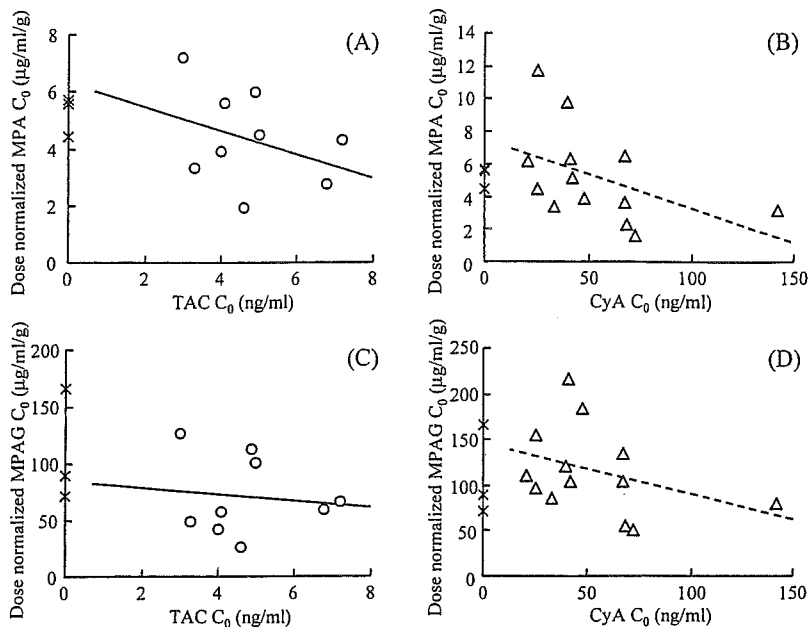 (A)
Dose normalized MPA C₀ (μg/ml/g)
8
6
4
2
0
0 2 4 6 8
TAC C₀ (ng/ml)
(B)
Dose normalized MPA C₀ (μg/ml/g)
14
12
10
8
6
4
2
0
0 50 100 150
CyA C₀ (ng/ml)
(C)
Dose normalized MPAG C₀ (μg/ml/g)
200
150
100
50
0
0 2 4 6 8
TAC C₀ (ng/ml)
(D)
Dose normalized MPAG C₀ (μg/ml/g)
250
200
150
100
50
0
0 50 100 150
CyA C₀ (ng/ml)